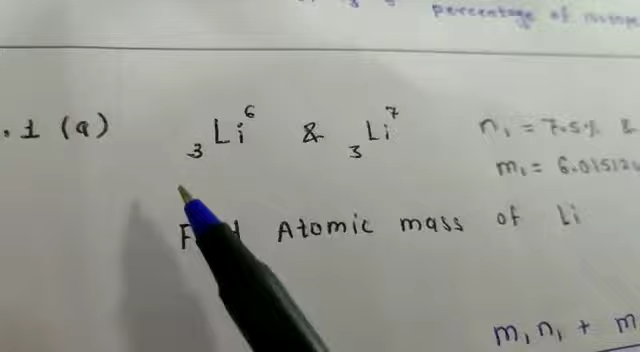 percentage of
.1 (a) ₃Li⁶ & ₃Li⁷ n₁ = 7.5% &
m₁ = 6.01512
Atomic mass of Li
m₁n₁ + m